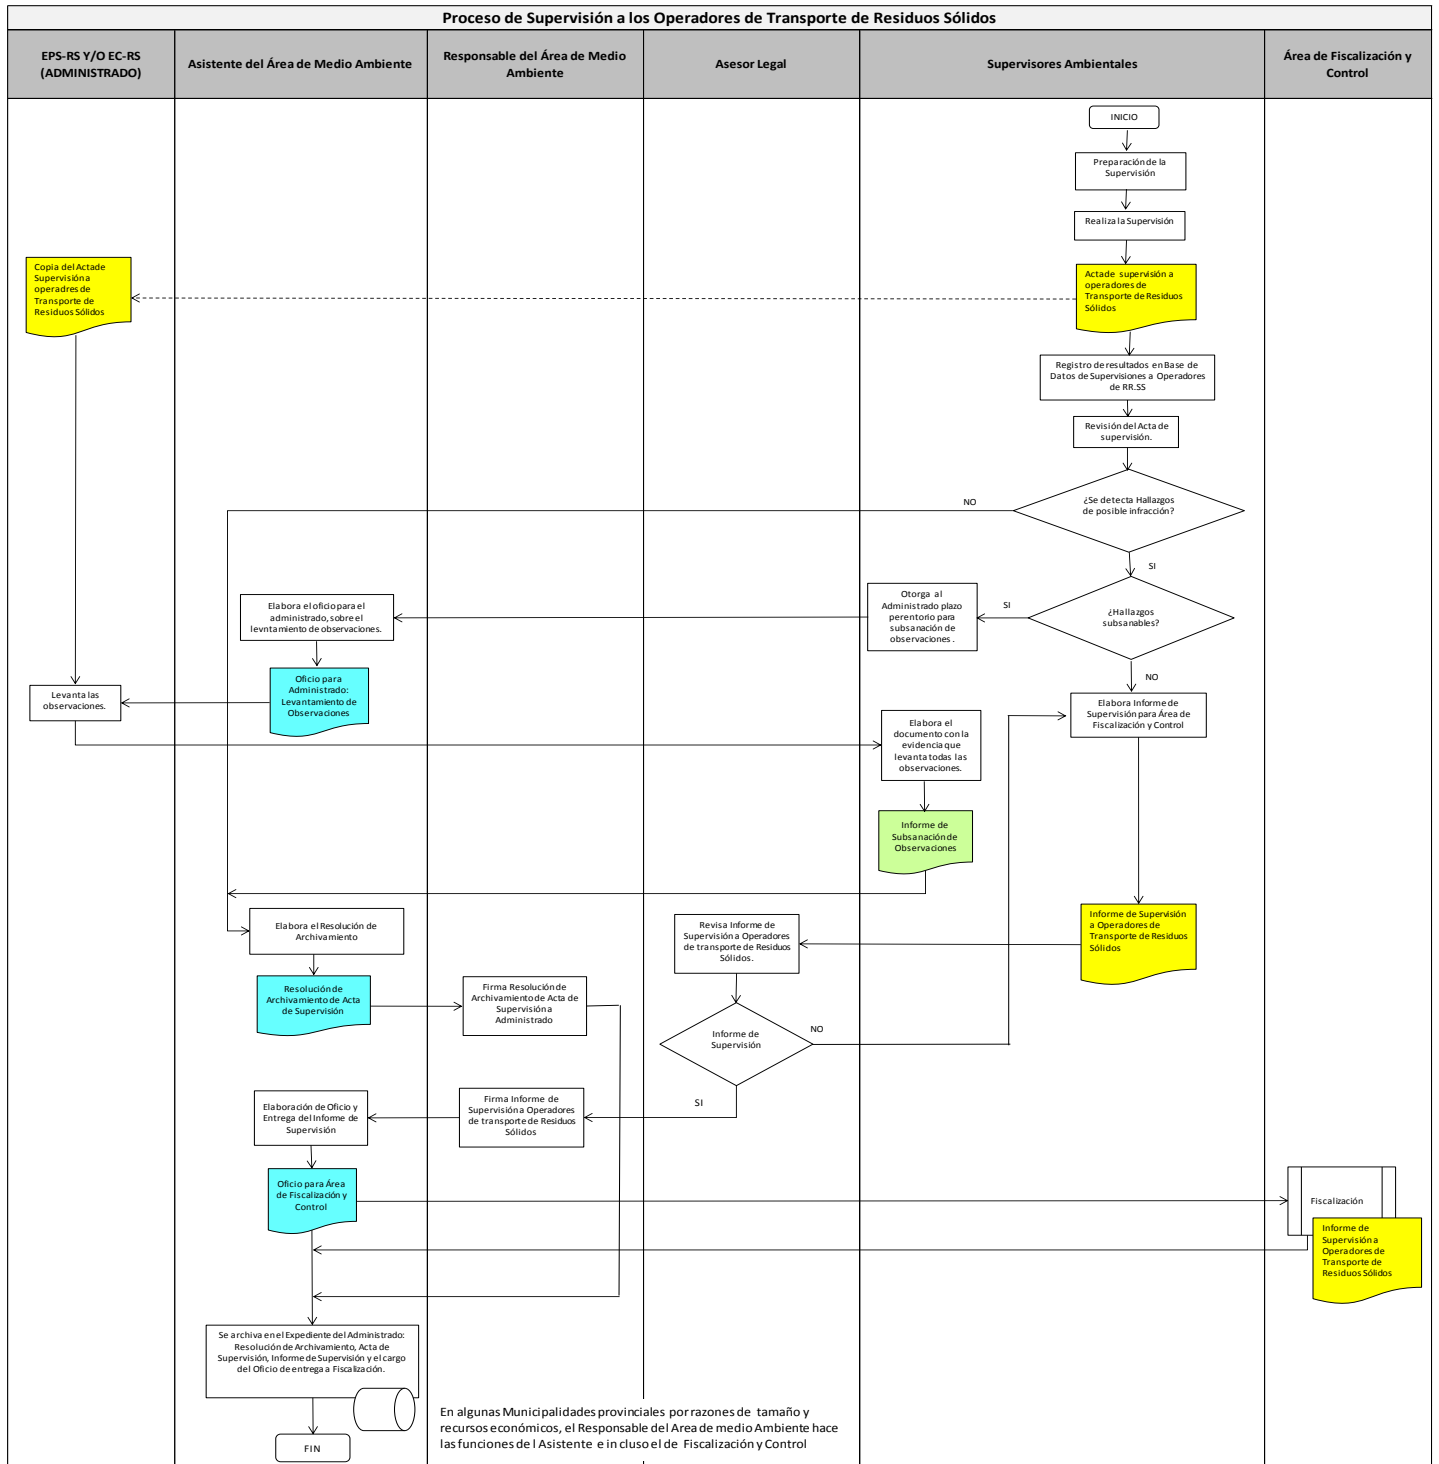 Proceso de Supervisión a los Operadores de Transporte de Residuos Sólidos
EPS-RS Y/O EC-RS
(ADMINISTRADO)
Asistente del Área de Medio Ambiente
Responsable del Área de Medio
Ambiente
Asesor Legal
Supervisores Ambientales
Área de Fiscalización y
Control
INICIO
Preparación de la
Supervisión
Realiza la Supervisión
Copia del Acta de
Supervisión a
operadres de
Transporte de
Residuos Sólidos
Acta de supervisión a
operadores de
Transporte de Residuos
Sólidos
Registro de resultados en Base de
Datos de Supervisiones a Operadores
de RR.SS
Revisión del Acta de
supervisión.
¿Se detecta Hallazgos
de posible infracción?
NO
SI
¿Hallazgos
subsanables?
SI
NO
Otorga al
Administrado plazo
perentorio para
subsanación de
observaciones .
Elabora el oficio para el
administrado, sobre el
levntamiento de observaciones.
Oficio para
Administrado:
Levantamiento de
Observaciones
Levanta las
observaciones.
Elabora Informe de
Supervisión para Área de
Fiscalización y Control
Elabora el
documento con la
evidencia que
levanta todas las
observaciones.
Informe de
Subsanación de
Observaciones
Elabora el Resolución de
Archivamiento
Revisa Informe de
Supervisión a Operadores
de transporte de Residuos
Sólidos.
Informe de Supervisión
a Operadores de
Transporte de Residuos
Sólidos
Resolución de
Archivamiento de Acta
de Supervisión
Firma Resolución de
Archivamiento de Acta de
Supervisión a
Administrado
Informe de
Supervisión
NO
SI
Elaboración de Oficio y
Entrega del Informe de
Supervisión
Firma Informe de
Supervisión a Operadores
de transporte de Residuos
Sólidos
Oficio para Área
de Fiscalización y
Control
Fiscalización
Informe de
Supervisión a
Operadores de
Transporte de
Residuos Sólidos
Se archiva en el Expediente del Administrado:
Resolución de Archivamiento, Acta de
Supervisión, Informe de Supervisión y el cargo
del Oficio de entrega a Fiscalización.
FIN
En algunas Municipalidades provinciales por razones de tamaño y
recursos económicos, el Responsable del Area de medio Ambiente hace
las funciones de l Asistente e in cluso el de Fiscalización y Control